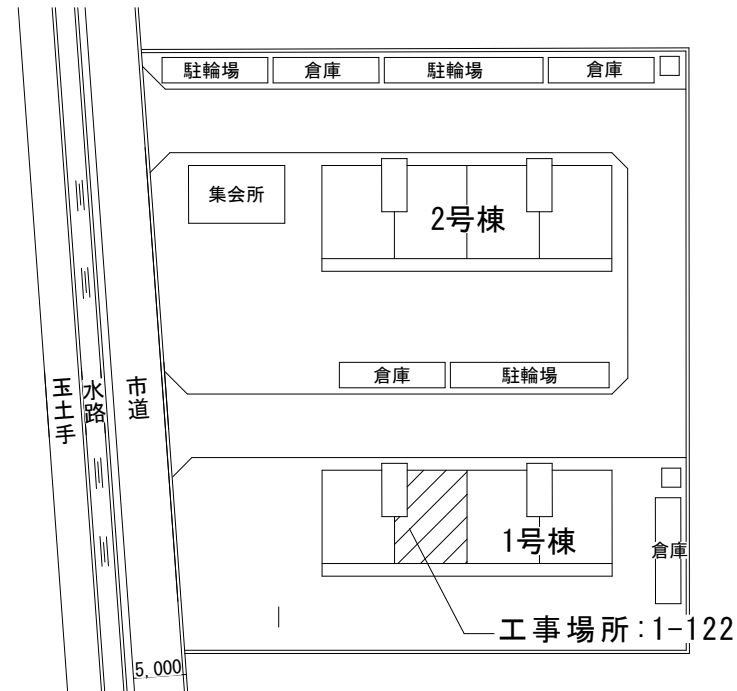 駐輪場
倉庫
駐輪場
倉庫
集会所
2号棟
倉庫
駐輪場
玉土手
水路
市道
1号棟
倉庫
工事場所:1-122
5,000